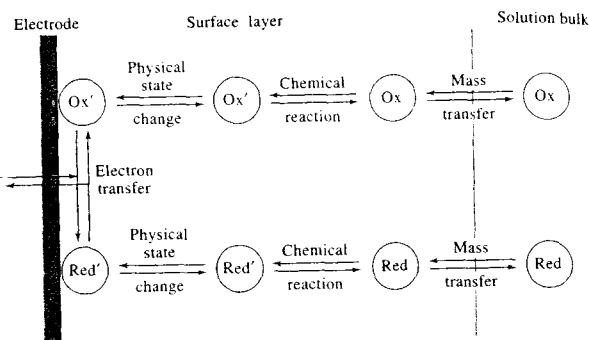 Electrode
Surface layer
Solution bulk
Physical
state
change
Chemical
reaction
Mass
transfer
Ox′
Ox′
Ox
Ox
Electron
transfer
Physical
state
change
Chemical
reaction
Mass
transfer
Red′
Red′
Red
Red